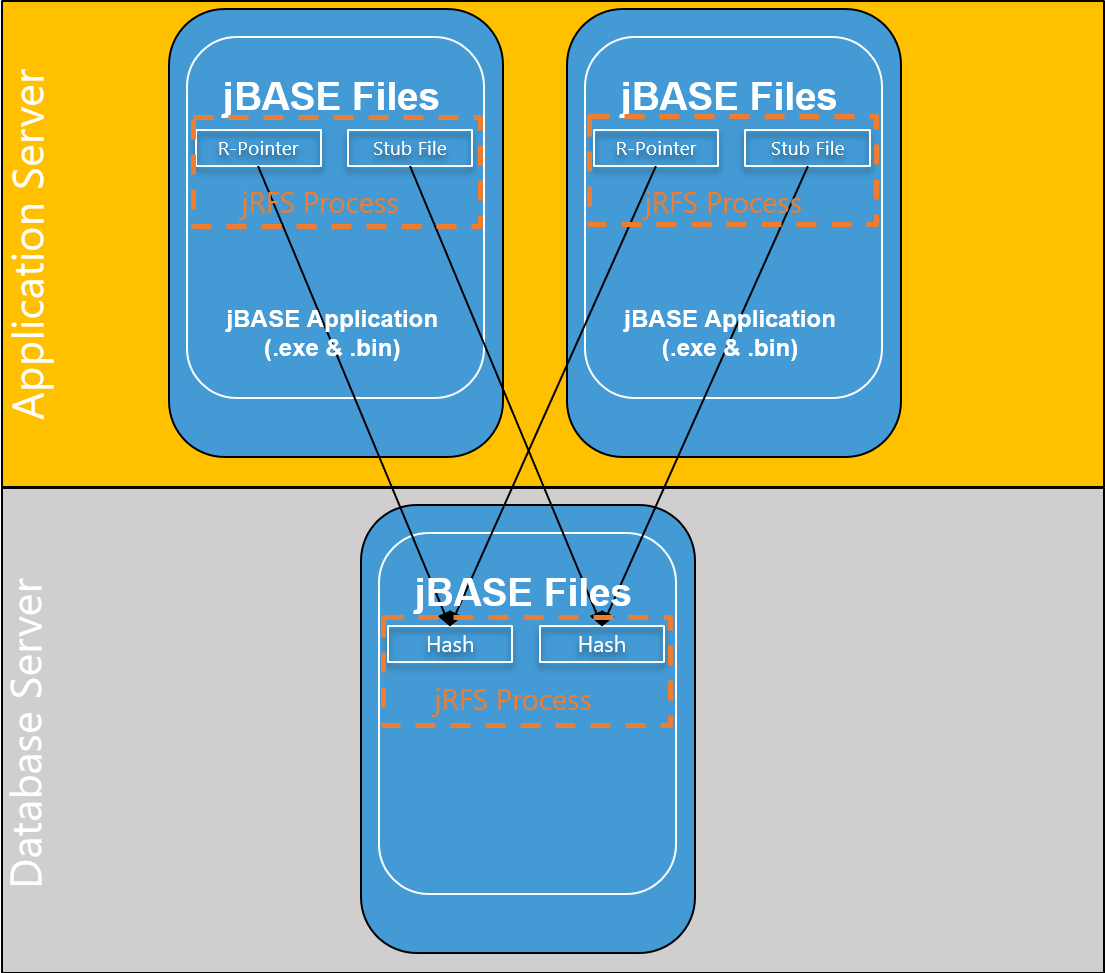 Application Server
jBASE Files
R-Pointer
Stub File
jRFS Process
jBASE Application
(.exe & .bin)
jBASE Files
R-Pointer
Stub File
jRFS Process
jBASE Application
(.exe & .bin)
Database Server
jBASE Files
Hash
Hash
jRFS Process